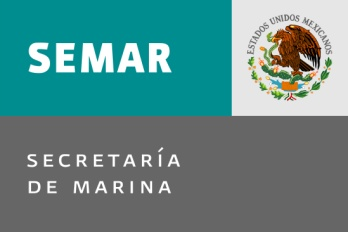 SEMAR
ESTADOS UNIDOS MEXICANOS
SECRETARÍA
DE MARINA